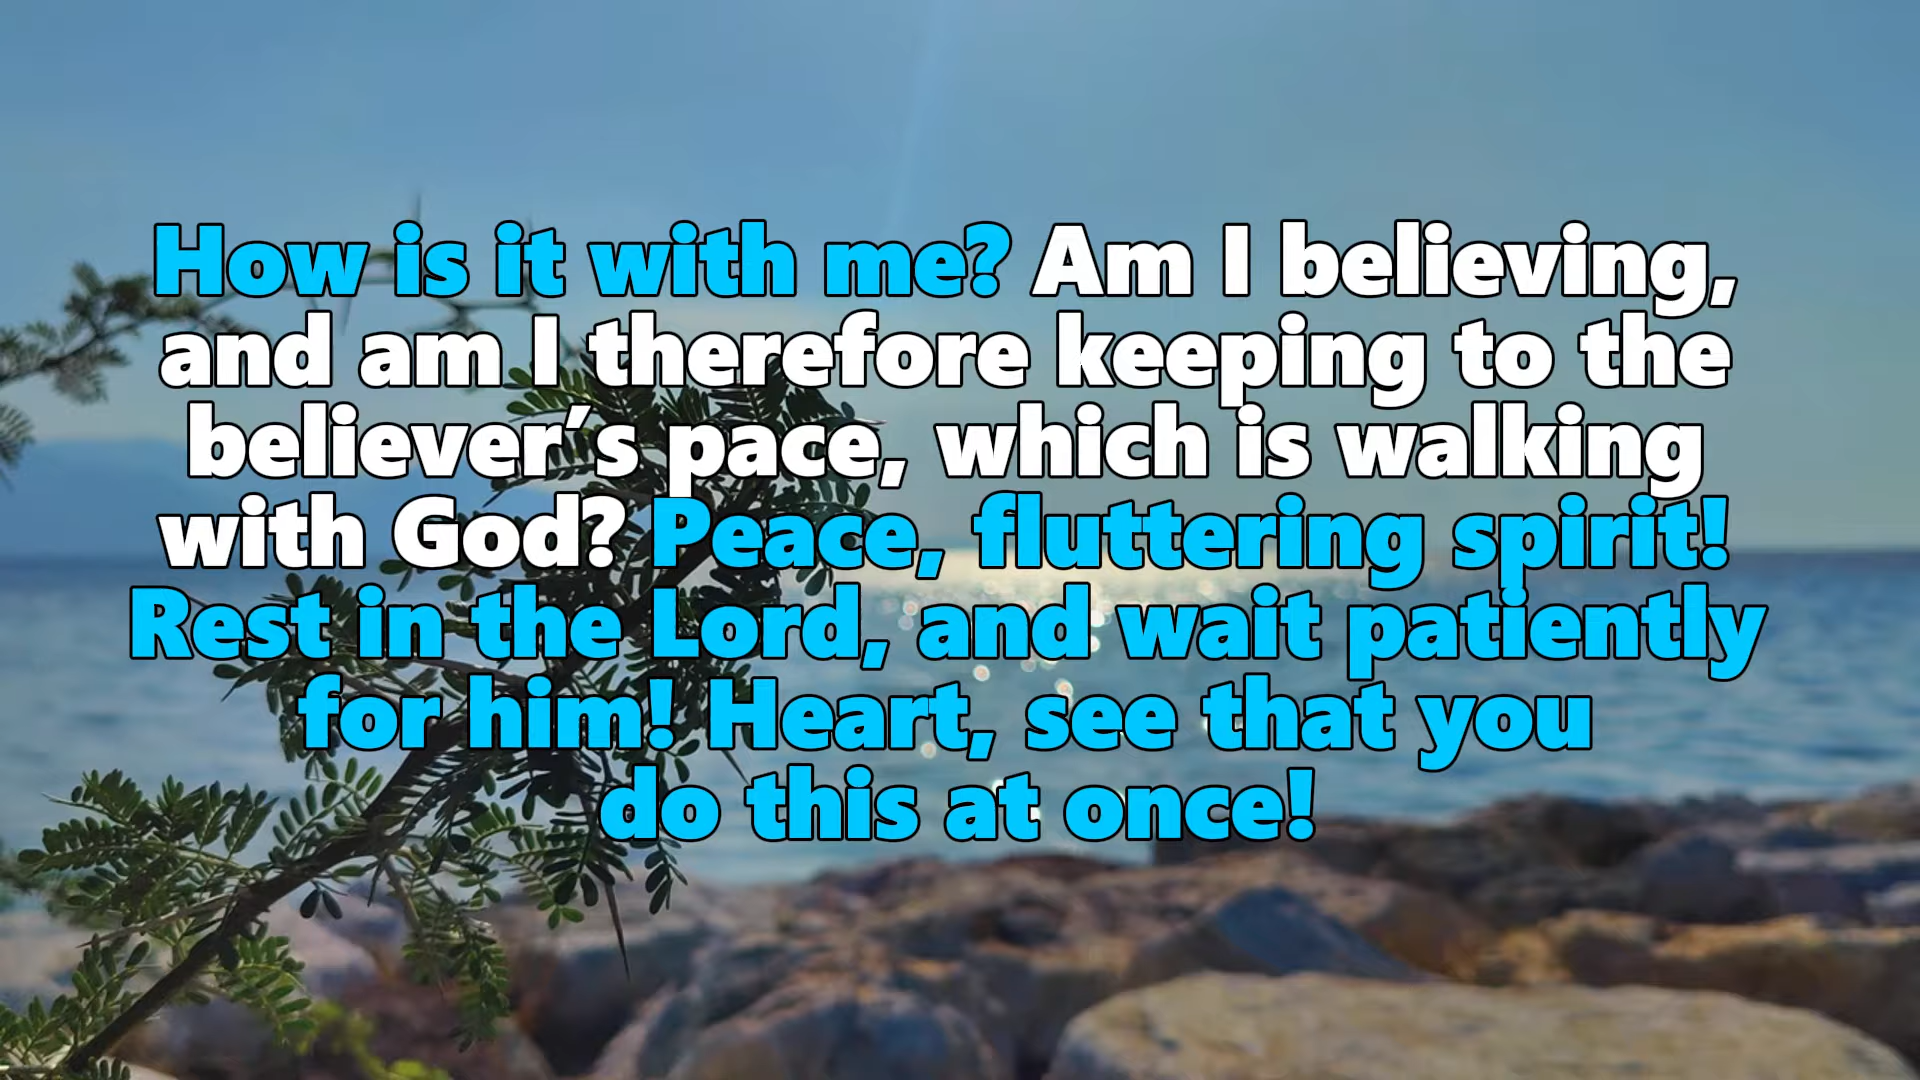 How is it with me? Am I believing,
and am I therefore keeping to the
believer’s pace, which is walking
with God? Peace, fluttering spirit!
Rest in the Lord, and wait patiently
for him! Heart, see that you
do this at once!